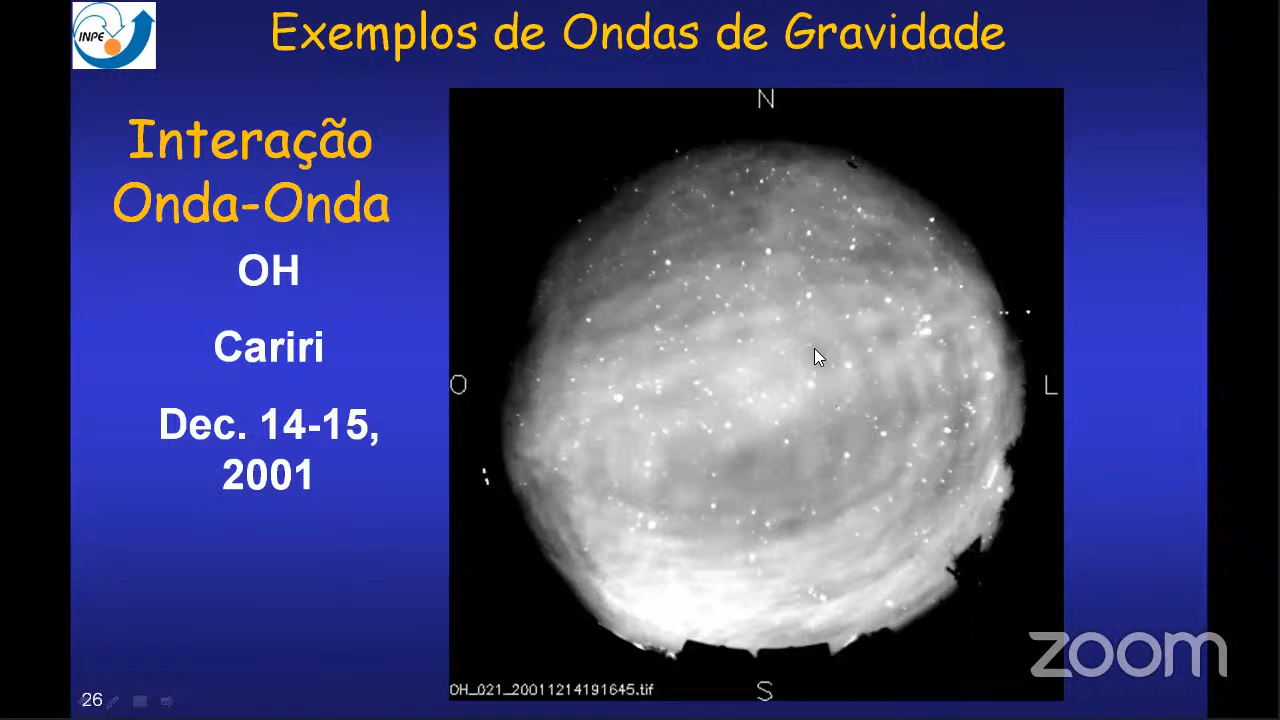 INPE
Exemplos de Ondas de Gravidade
Interação
Onda-Onda
OH
Cariri
Dec. 14-15,
2001
N
O
L
S
OH_021_20011214191645.tif
zoom
26